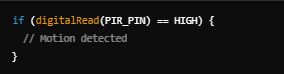 if (digitalRead(PIR_PIN) == HIGH) {
  // Motion detected
}